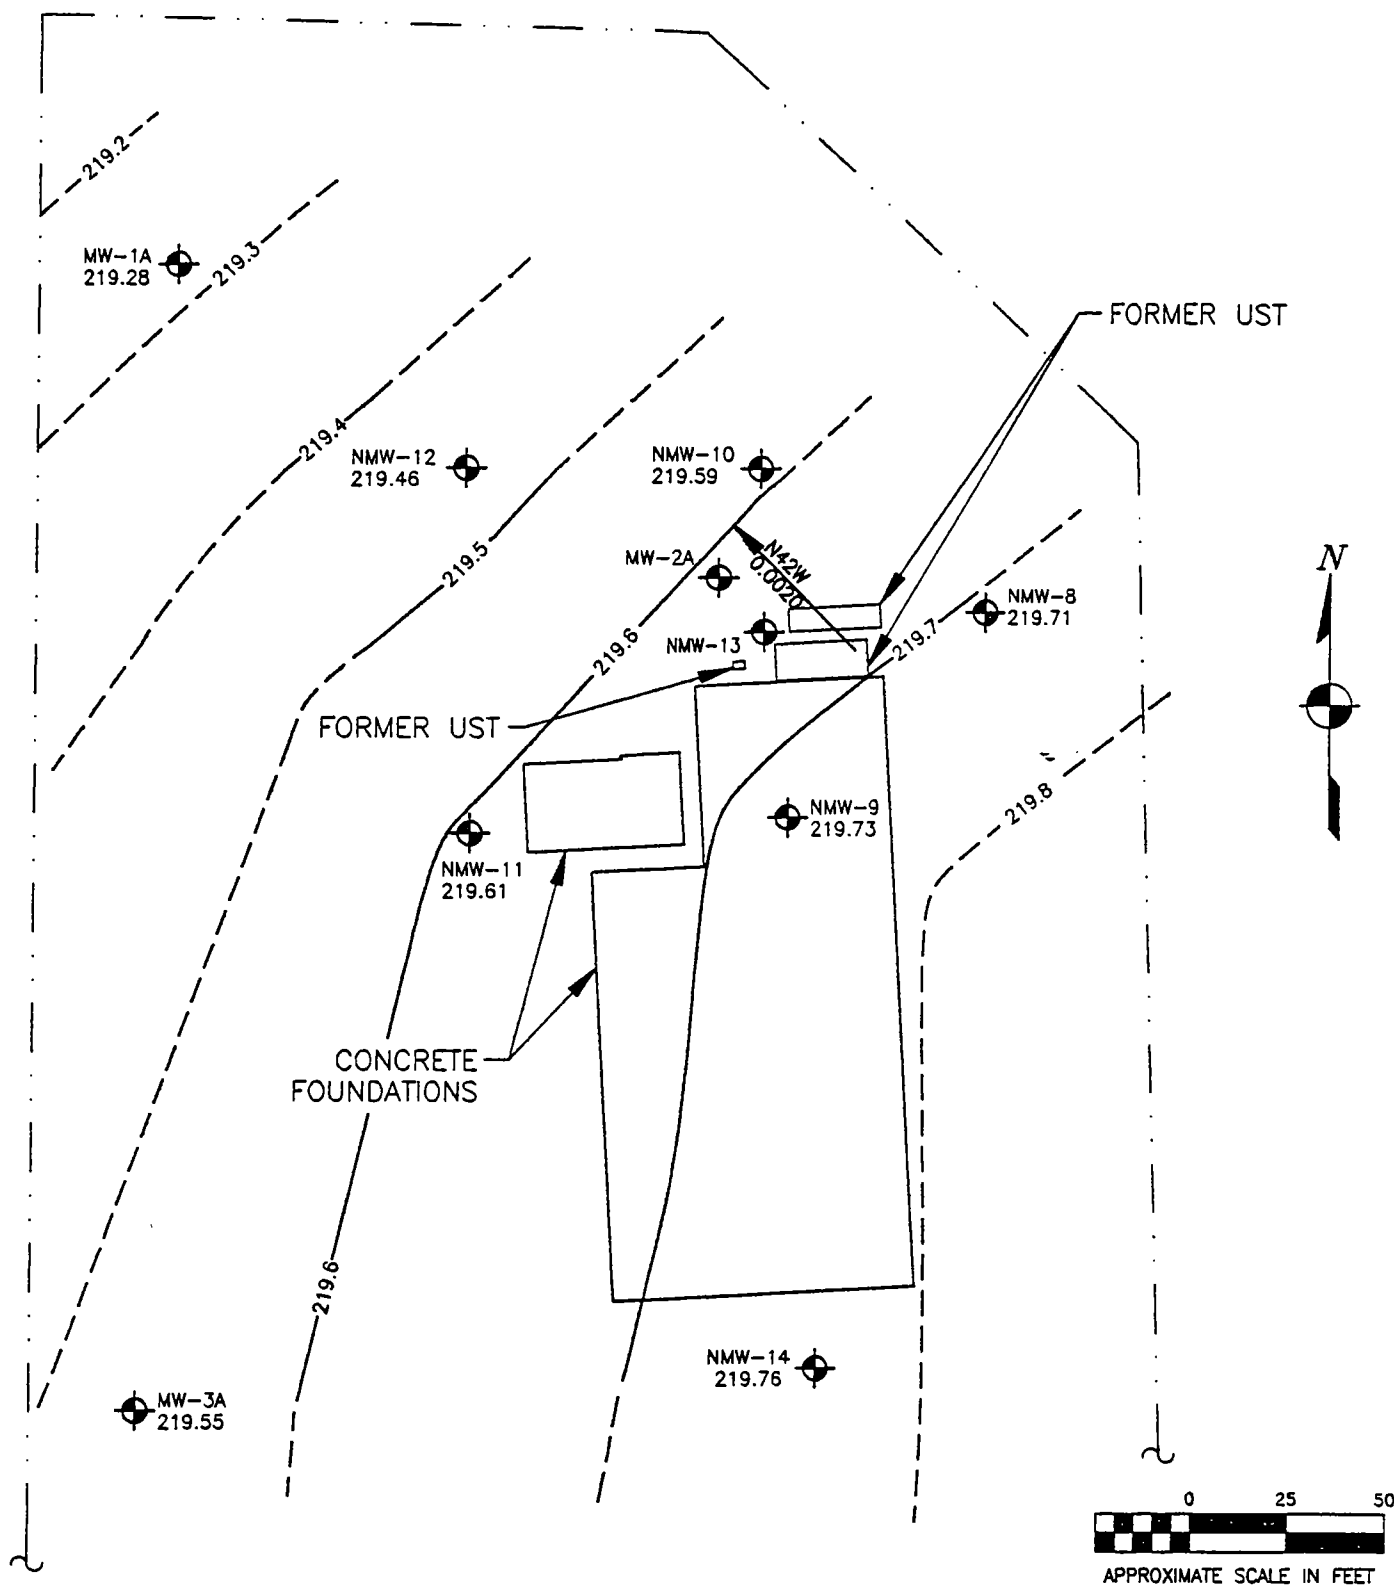 219.2
MW-1A
219.28
219.3
FORMER UST
219.4
NMW-12
219.46
NMW-10
219.59
219.5
MW-2A
N42W
0.0020
NMW-8
219.71
NMW-13
219.6
219.7
FORMER UST
219.8
NMW-9
219.73
NMW-11
219.61
CONCRETE
FOUNDATIONS
219.6
NMW-14
219.76
MW-3A
219.55
N
0 25 50
APPROXIMATE SCALE IN FEET